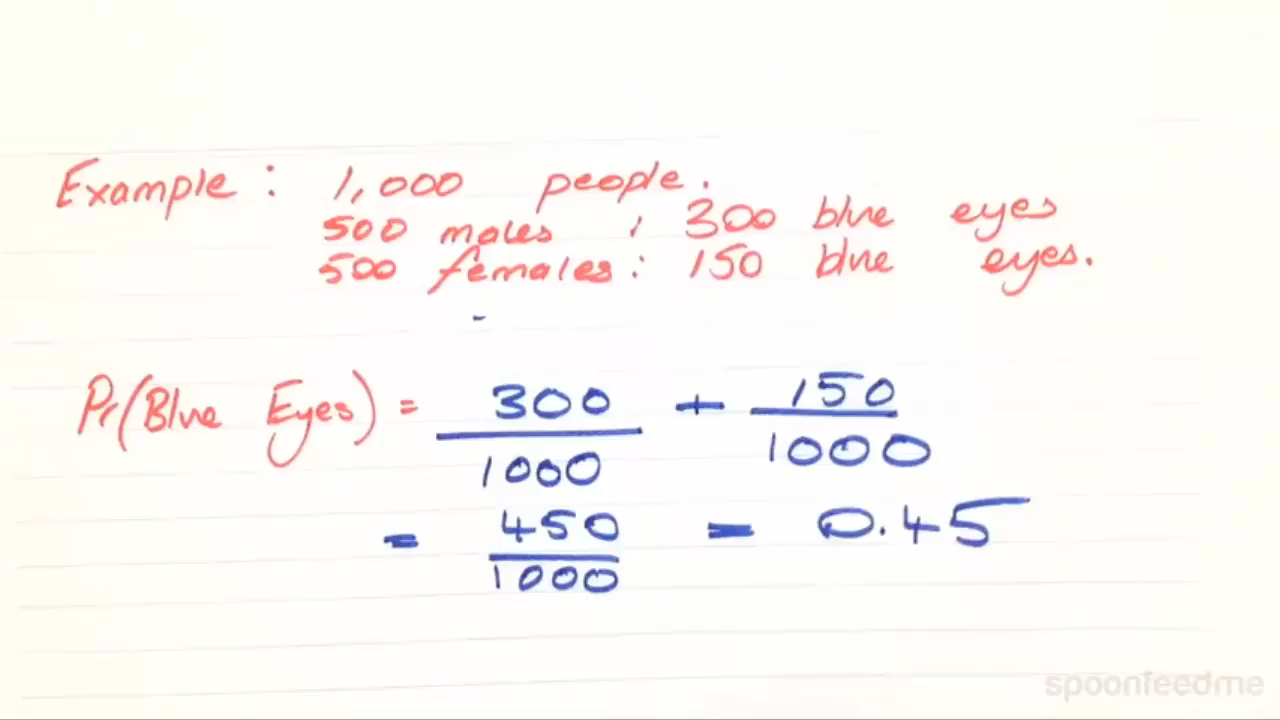 Example : 1,000 people.
500 males : 300 blue eyes
500 females : 150 blue eyes.
Pr(Blue Eyes) = 300/1000 + 150/1000
= 450/1000 = 0.45
spoonfeedme